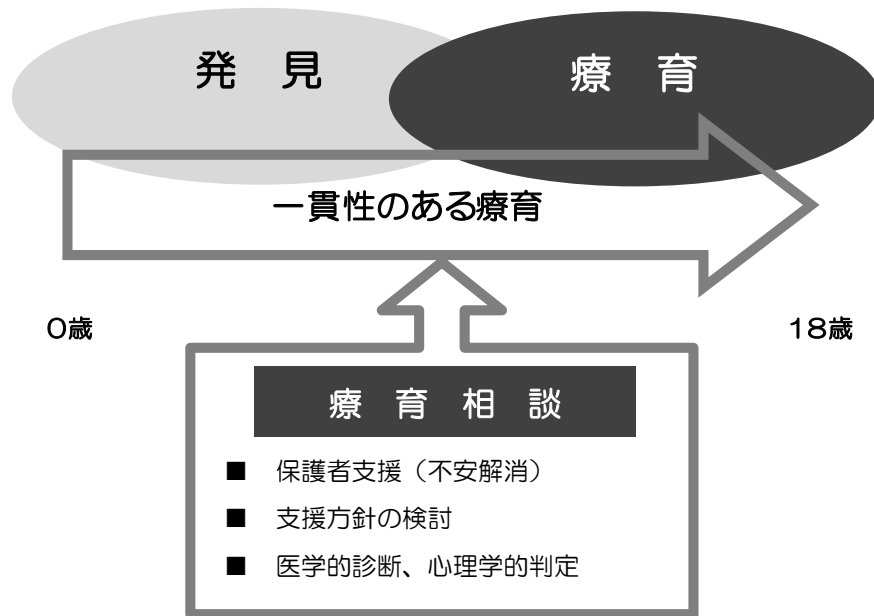 発 見
療 育
一貫性のある療育
0歳
18歳
療 育 相 談
■ 保護者支援（不安解消）
■ 支援方針の検討
■ 医学的診断、心理学的判定